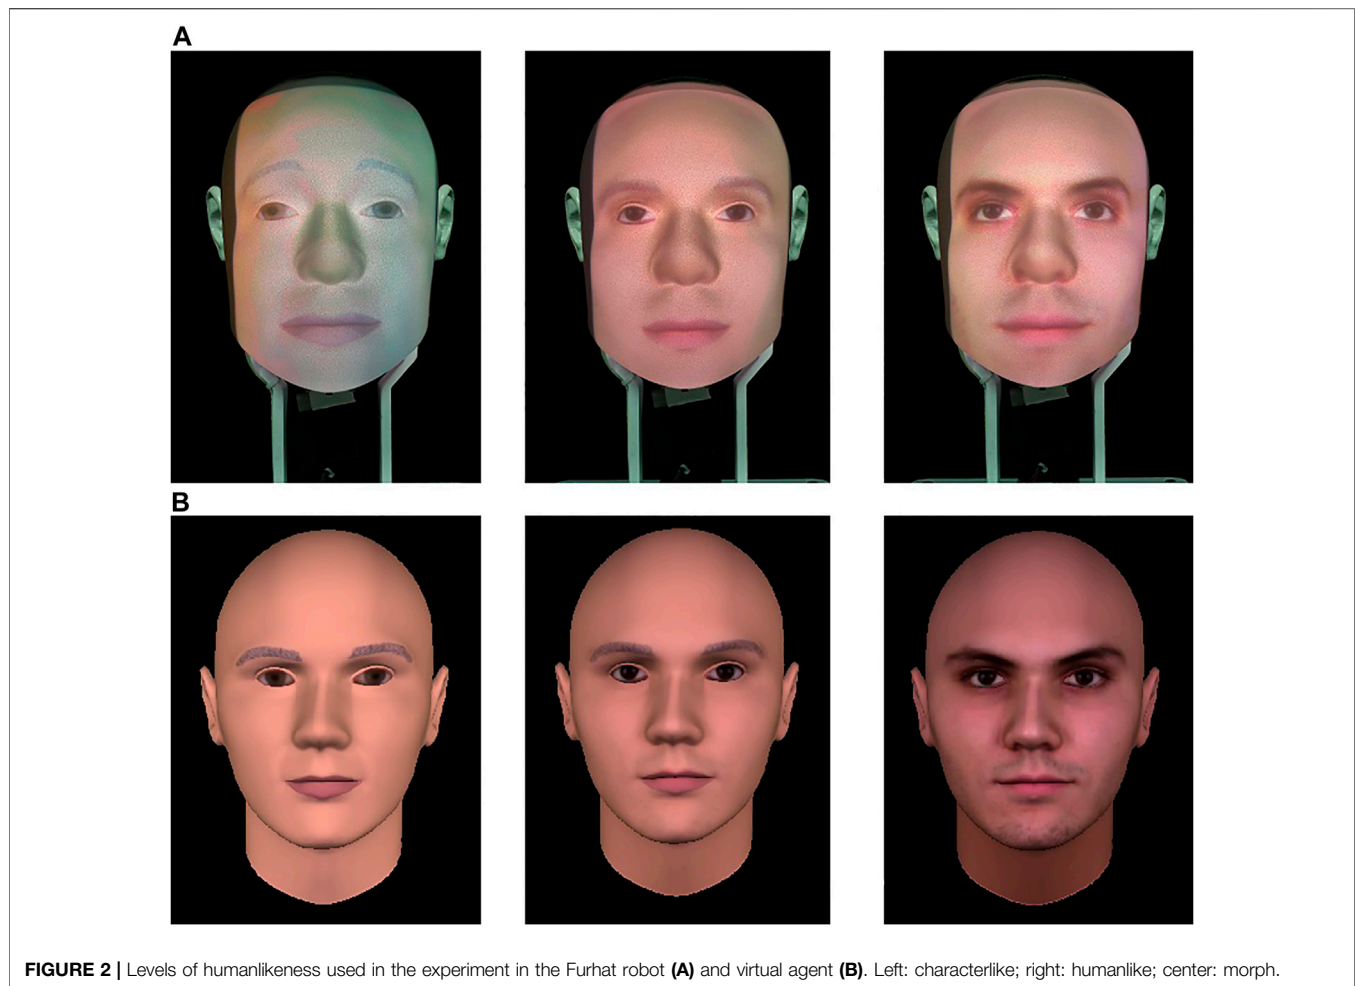 A
B
FIGURE 2 | Levels of humanlikeness used in the experiment in the Furhat robot (A) and virtual agent (B). Left: characterlike; right: humanlike; center: morph.